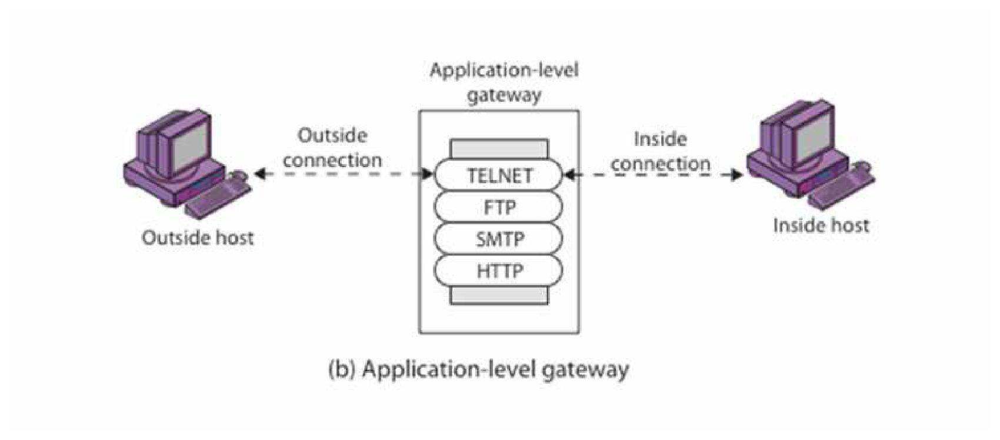 Application-level
gateway
Outside
connection
Inside
connection
TELNET
FTP
SMTP
HTTP
Outside host
Inside host
(b) Application-level gateway